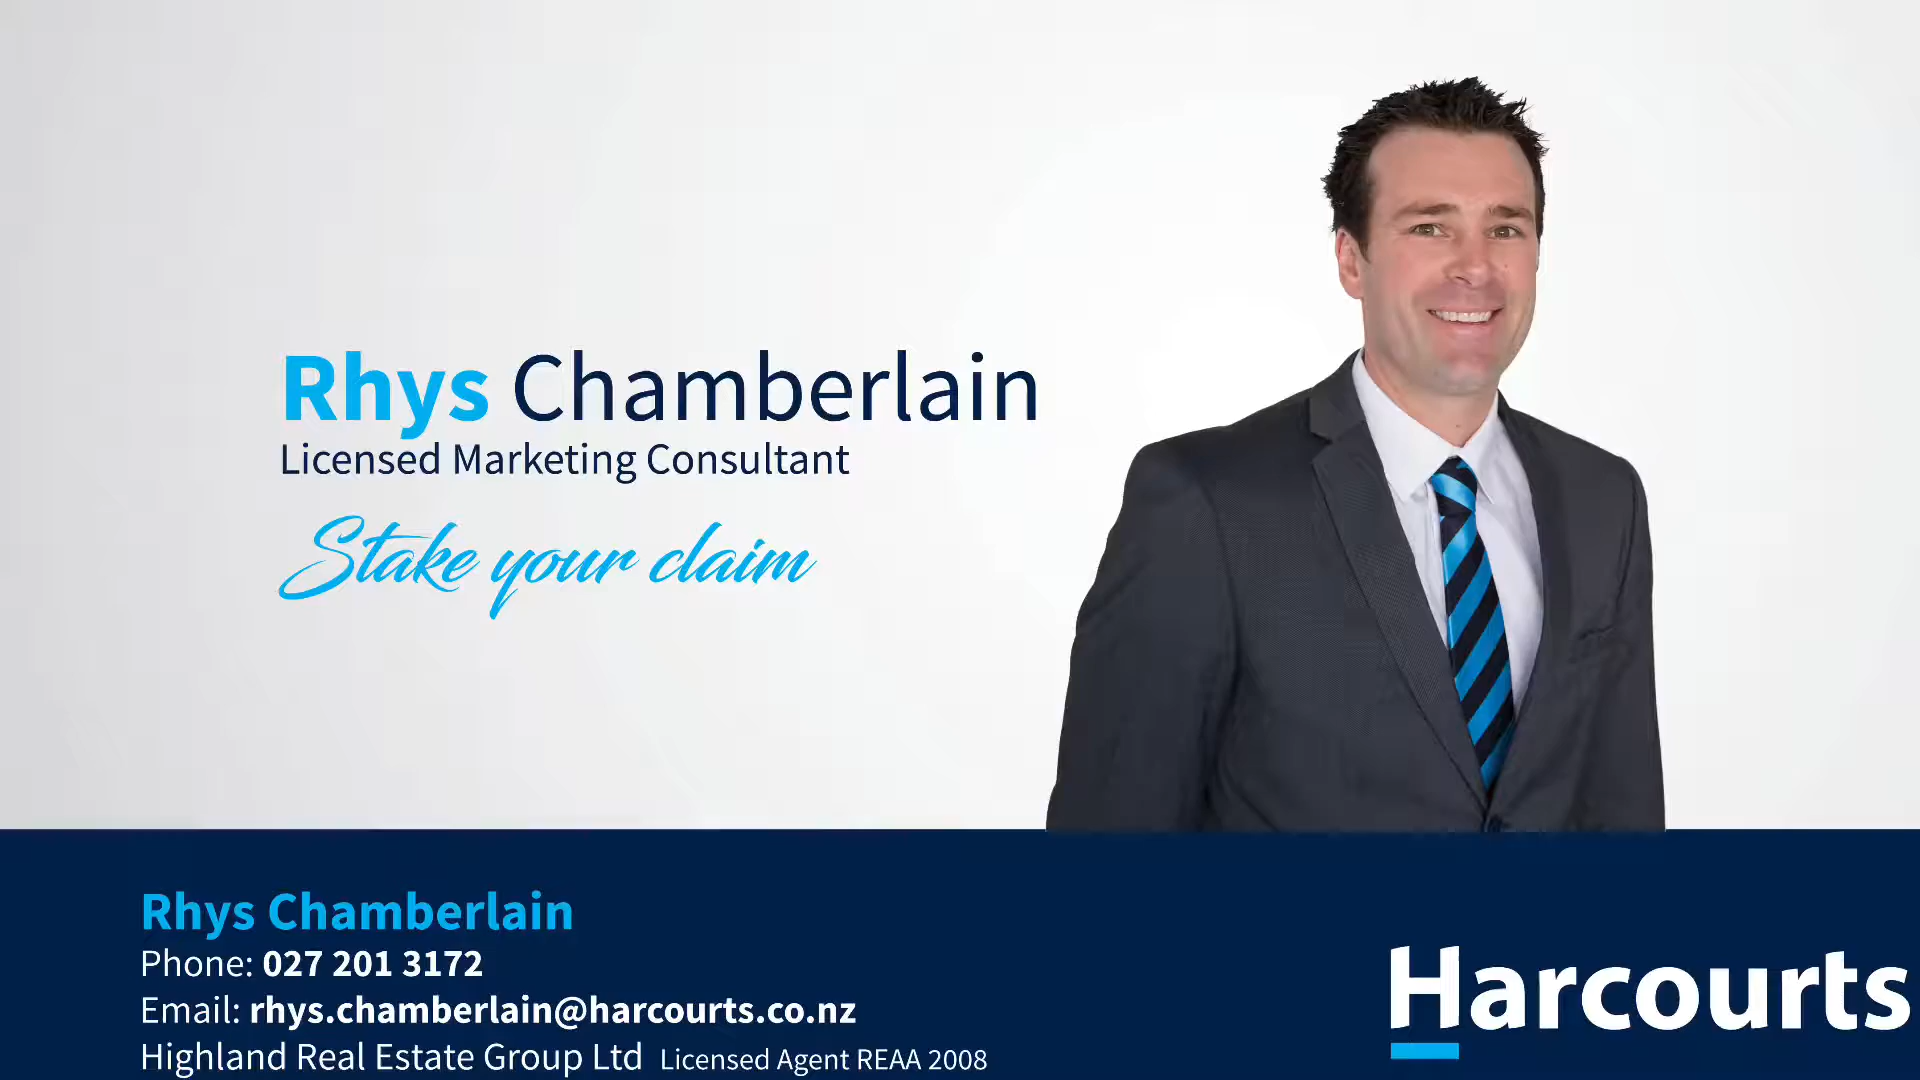 Rhys Chamberlain
Licensed Marketing Consultant
Stake your claim
Rhys Chamberlain
Phone: 027 201 3172
Email: rhys.chamberlain@harcourts.co.nz
Highland Real Estate Group Ltd Licensed Agent REAA 2008
Harcourts